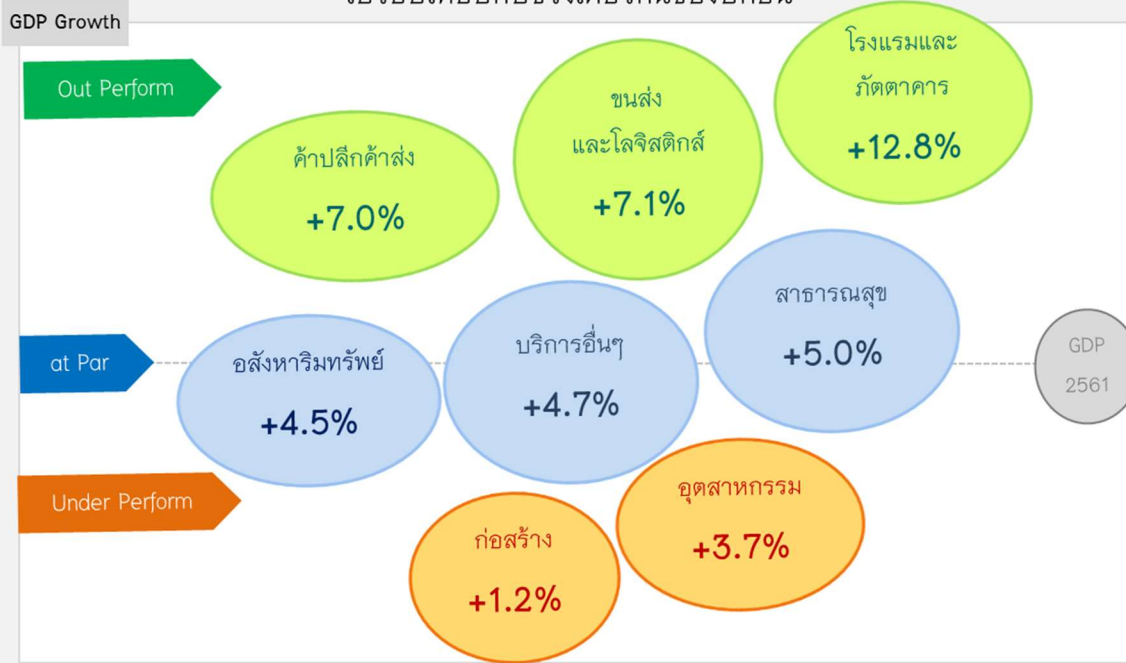 GDP Growth
Out Perform
โรงแรมและ
ภัตตาคาร
+12.8%
ขนส่ง
และโลจิสติกส์
+7.1%
ค้าปลีกค้าส่ง
+7.0%
at Par
อสังหาริมทรัพย์
+4.5%
บริการอื่นๆ
+4.7%
สาธารณสุข
+5.0%
GDP
2561
Under Perform
ก่อสร้าง
+1.2%
อุตสาหกรรม
+3.7%